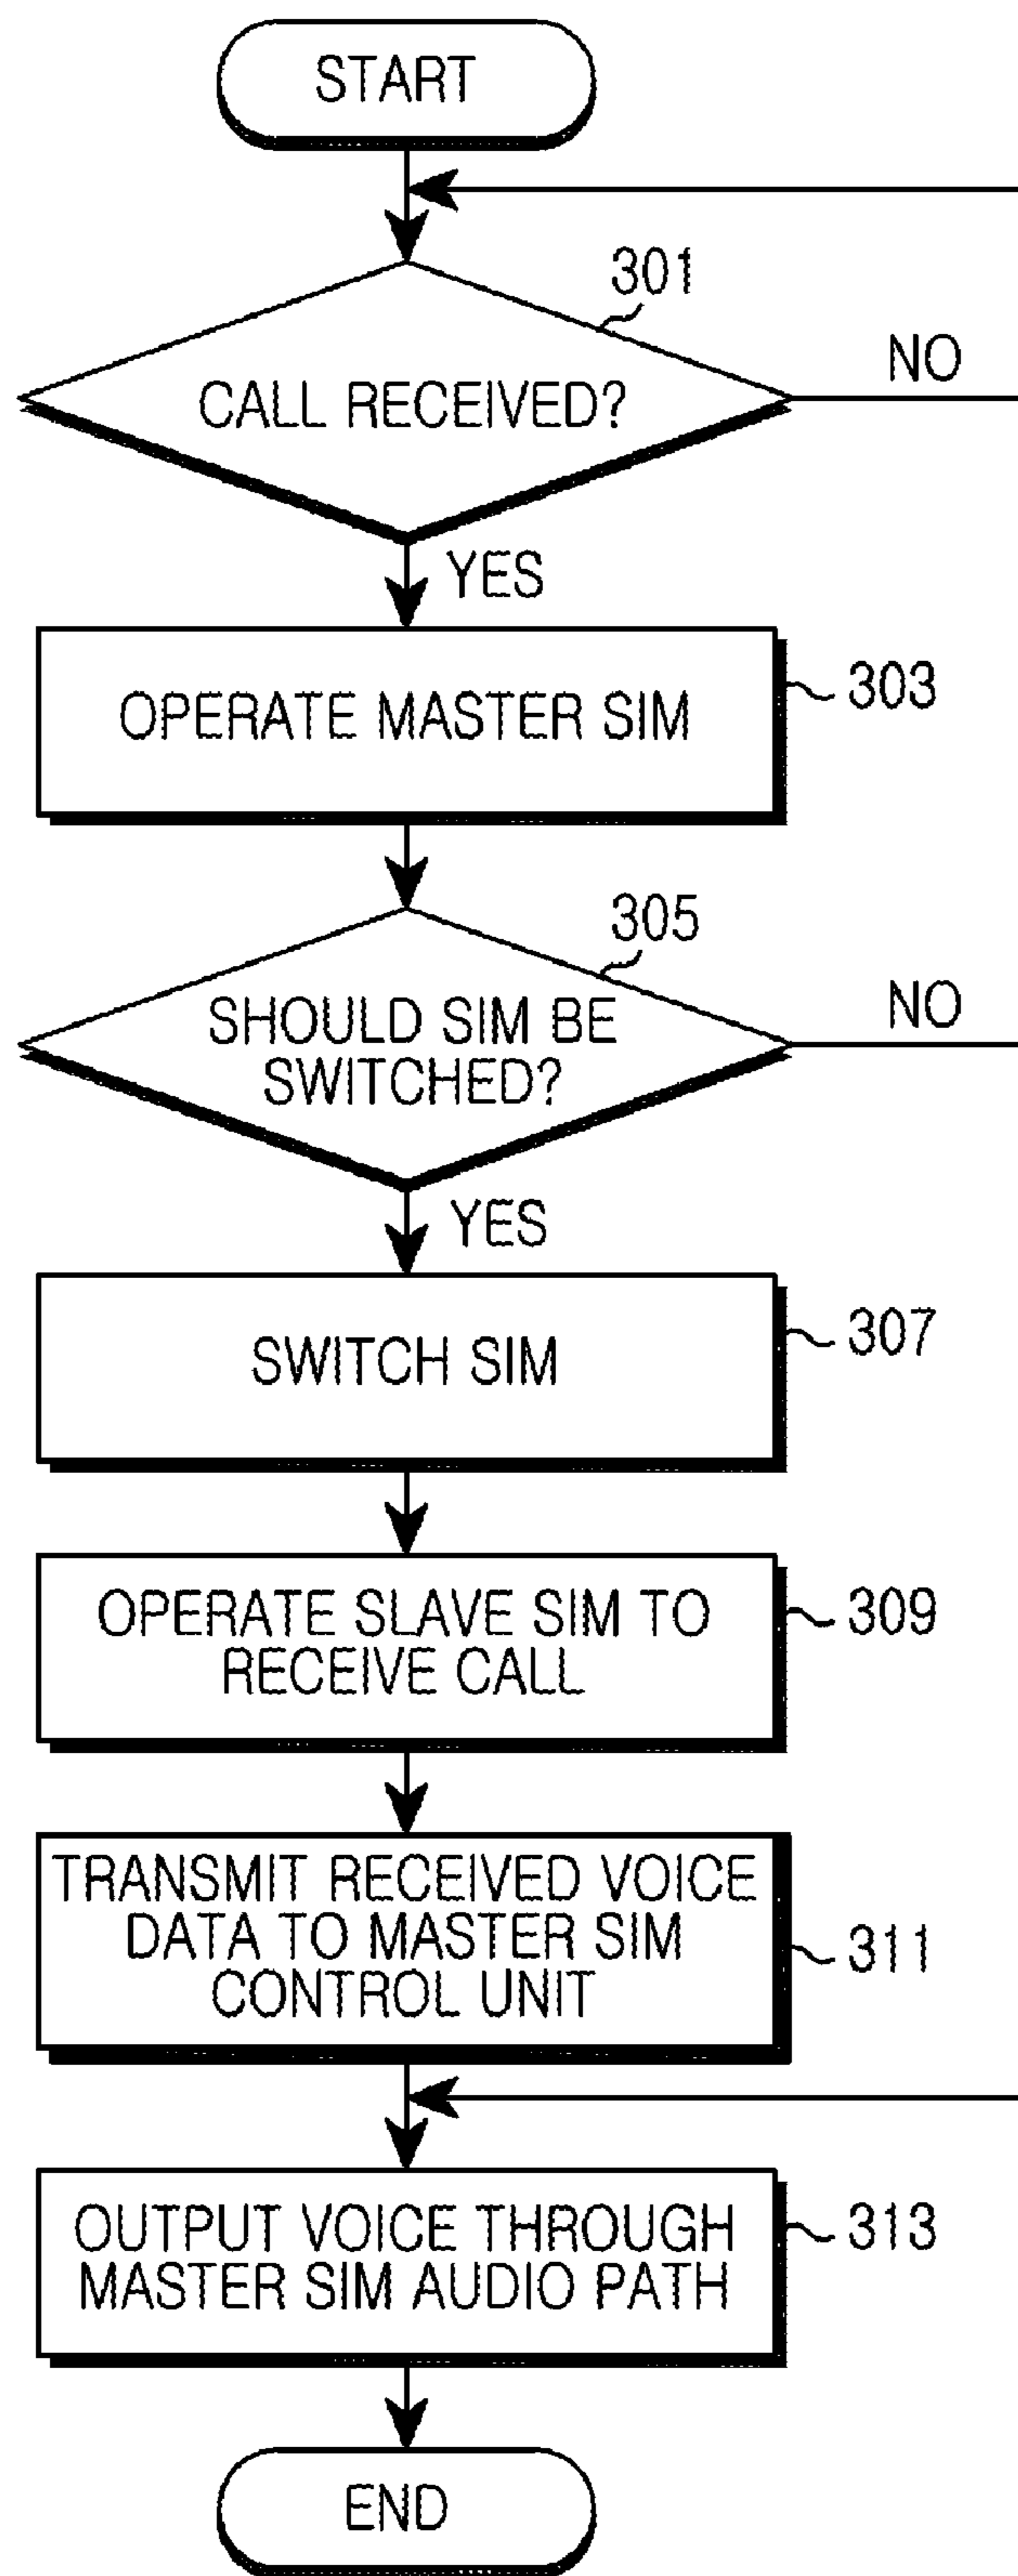 START
301
CALL RECEIVED?
NO
YES
OPERATE MASTER SIM
303
305
SHOULD SIM BE
SWITCHED?
NO
YES
SWITCH SIM
307
OPERATE SLAVE SIM TO
RECEIVE CALL
309
TRANSMIT RECEIVED VOICE
DATA TO MASTER SIM
CONTROL UNIT
311
OUTPUT VOICE THROUGH
MASTER SIM AUDIO PATH
313
END